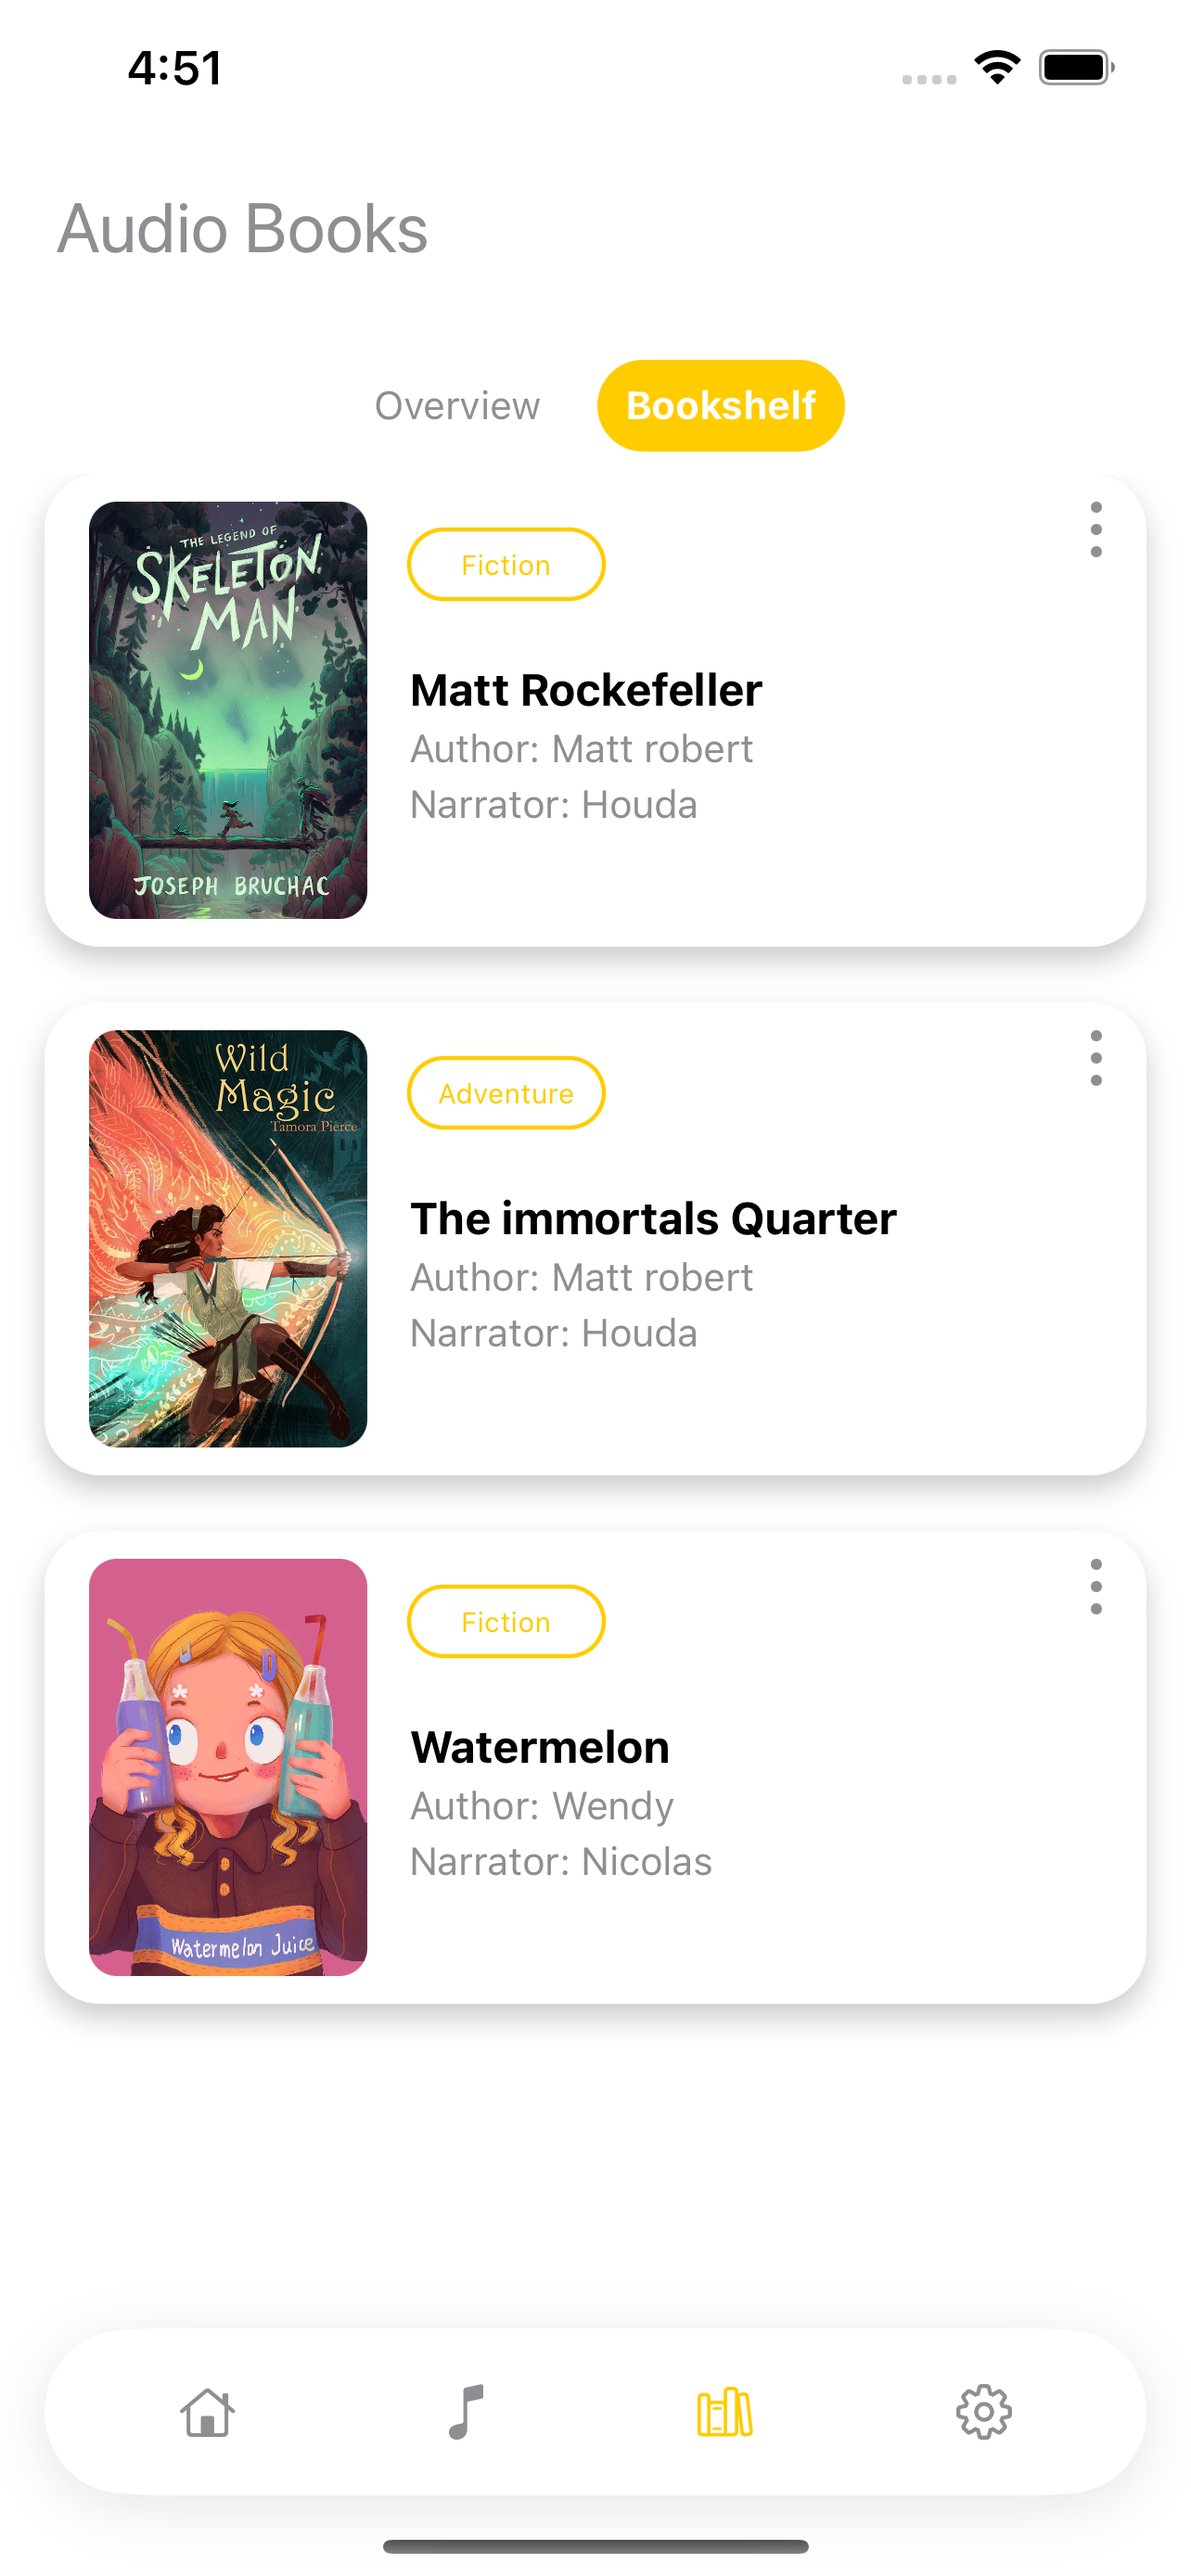 4:51
Audio Books
Overview
Bookshelf
THE LEGEND OF
SKELETON
MAN
JOSEPH BRUCHAC
Fiction
Matt Rockefeller
Author: Matt robert
Narrator: Houda
Wild
Magic
Tamora Pierce
Adventure
The immortals Quarter
Author: Matt robert
Narrator: Houda
Watermelon Juice
Fiction
Watermelon
Author: Wendy
Narrator: Nicolas